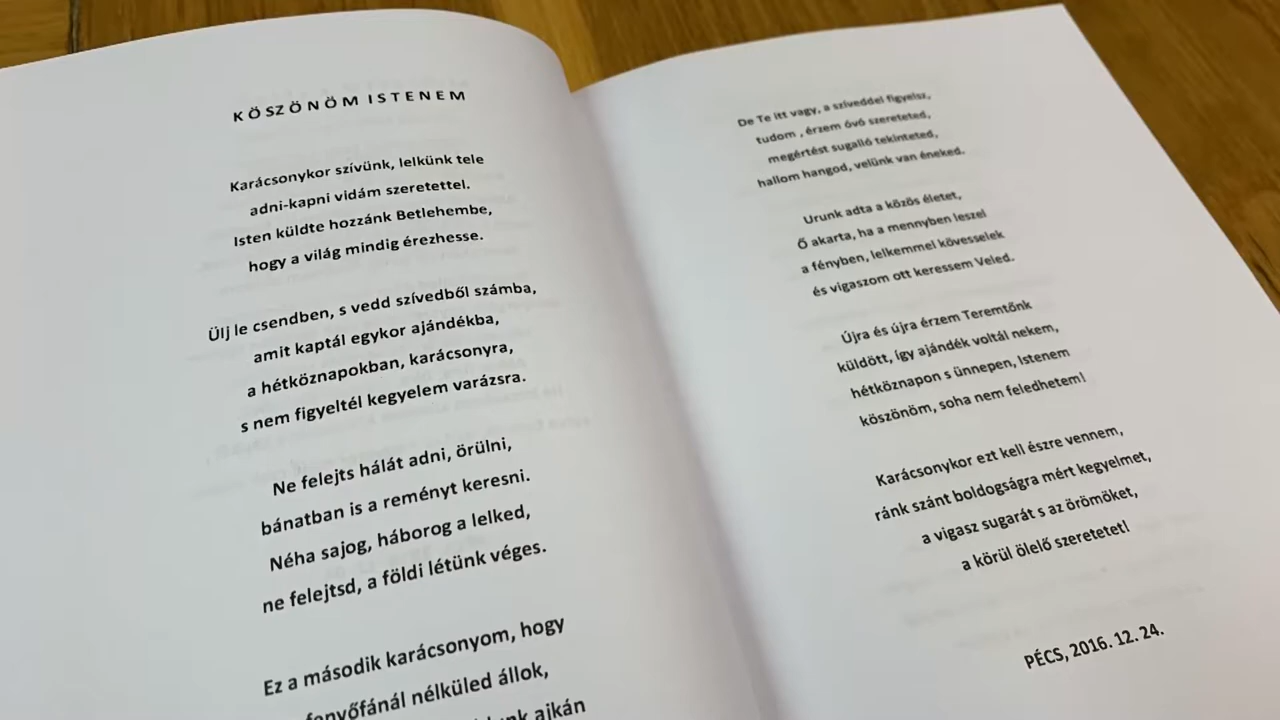 KÖSZÖNÖM ISTENEM
Karácsonykor szívünk, lelkünk tele
adni-kapni vidám szeretettel.
Isten küldte hozzánk Betlehembe,
hogy a világ mindig érezhesse.
Ülj le csendben, s vedd szívedből számba,
amit kaptál egykor ajándékba,
a hétköznapokban, karácsonyra,
s nem figyeltél kegyelem varázsra.
Ne felejts hálát adni, örülni,
bánatban is a reményt keresni.
Néha sajog, háborog a lelked,
ne felejtsd, a földi létünk véges.
Ez a második karácsonyom, hogy
fenyőfánál nélküled állok,
ajkán
De Te itt vagy, a szíveddel figyelsz,
tudom , érzem óvó szereteted,
megértést sugalló tekinteted,
hallom hangod, velünk van éneked.
Urunk adta a közös életet,
Ő akarta, ha a mennyben leszel
a fényben, lelkemmel kövesselek
és vigaszom ott keressem Veled.
Újra és újra érzem Teremtőnk
küldött, így ajándék voltál nekem,
hétköznapon s ünnepen, Istenem
köszönöm, soha nem feledhetem!
Karácsonykor ezt kell észre vennem,
ránk szánt boldogságra mért kegyelmet,
a vigasz sugarát s az örömöket,
a körül ölelő szeretetet!
PÉCS, 2016. 12. 24.